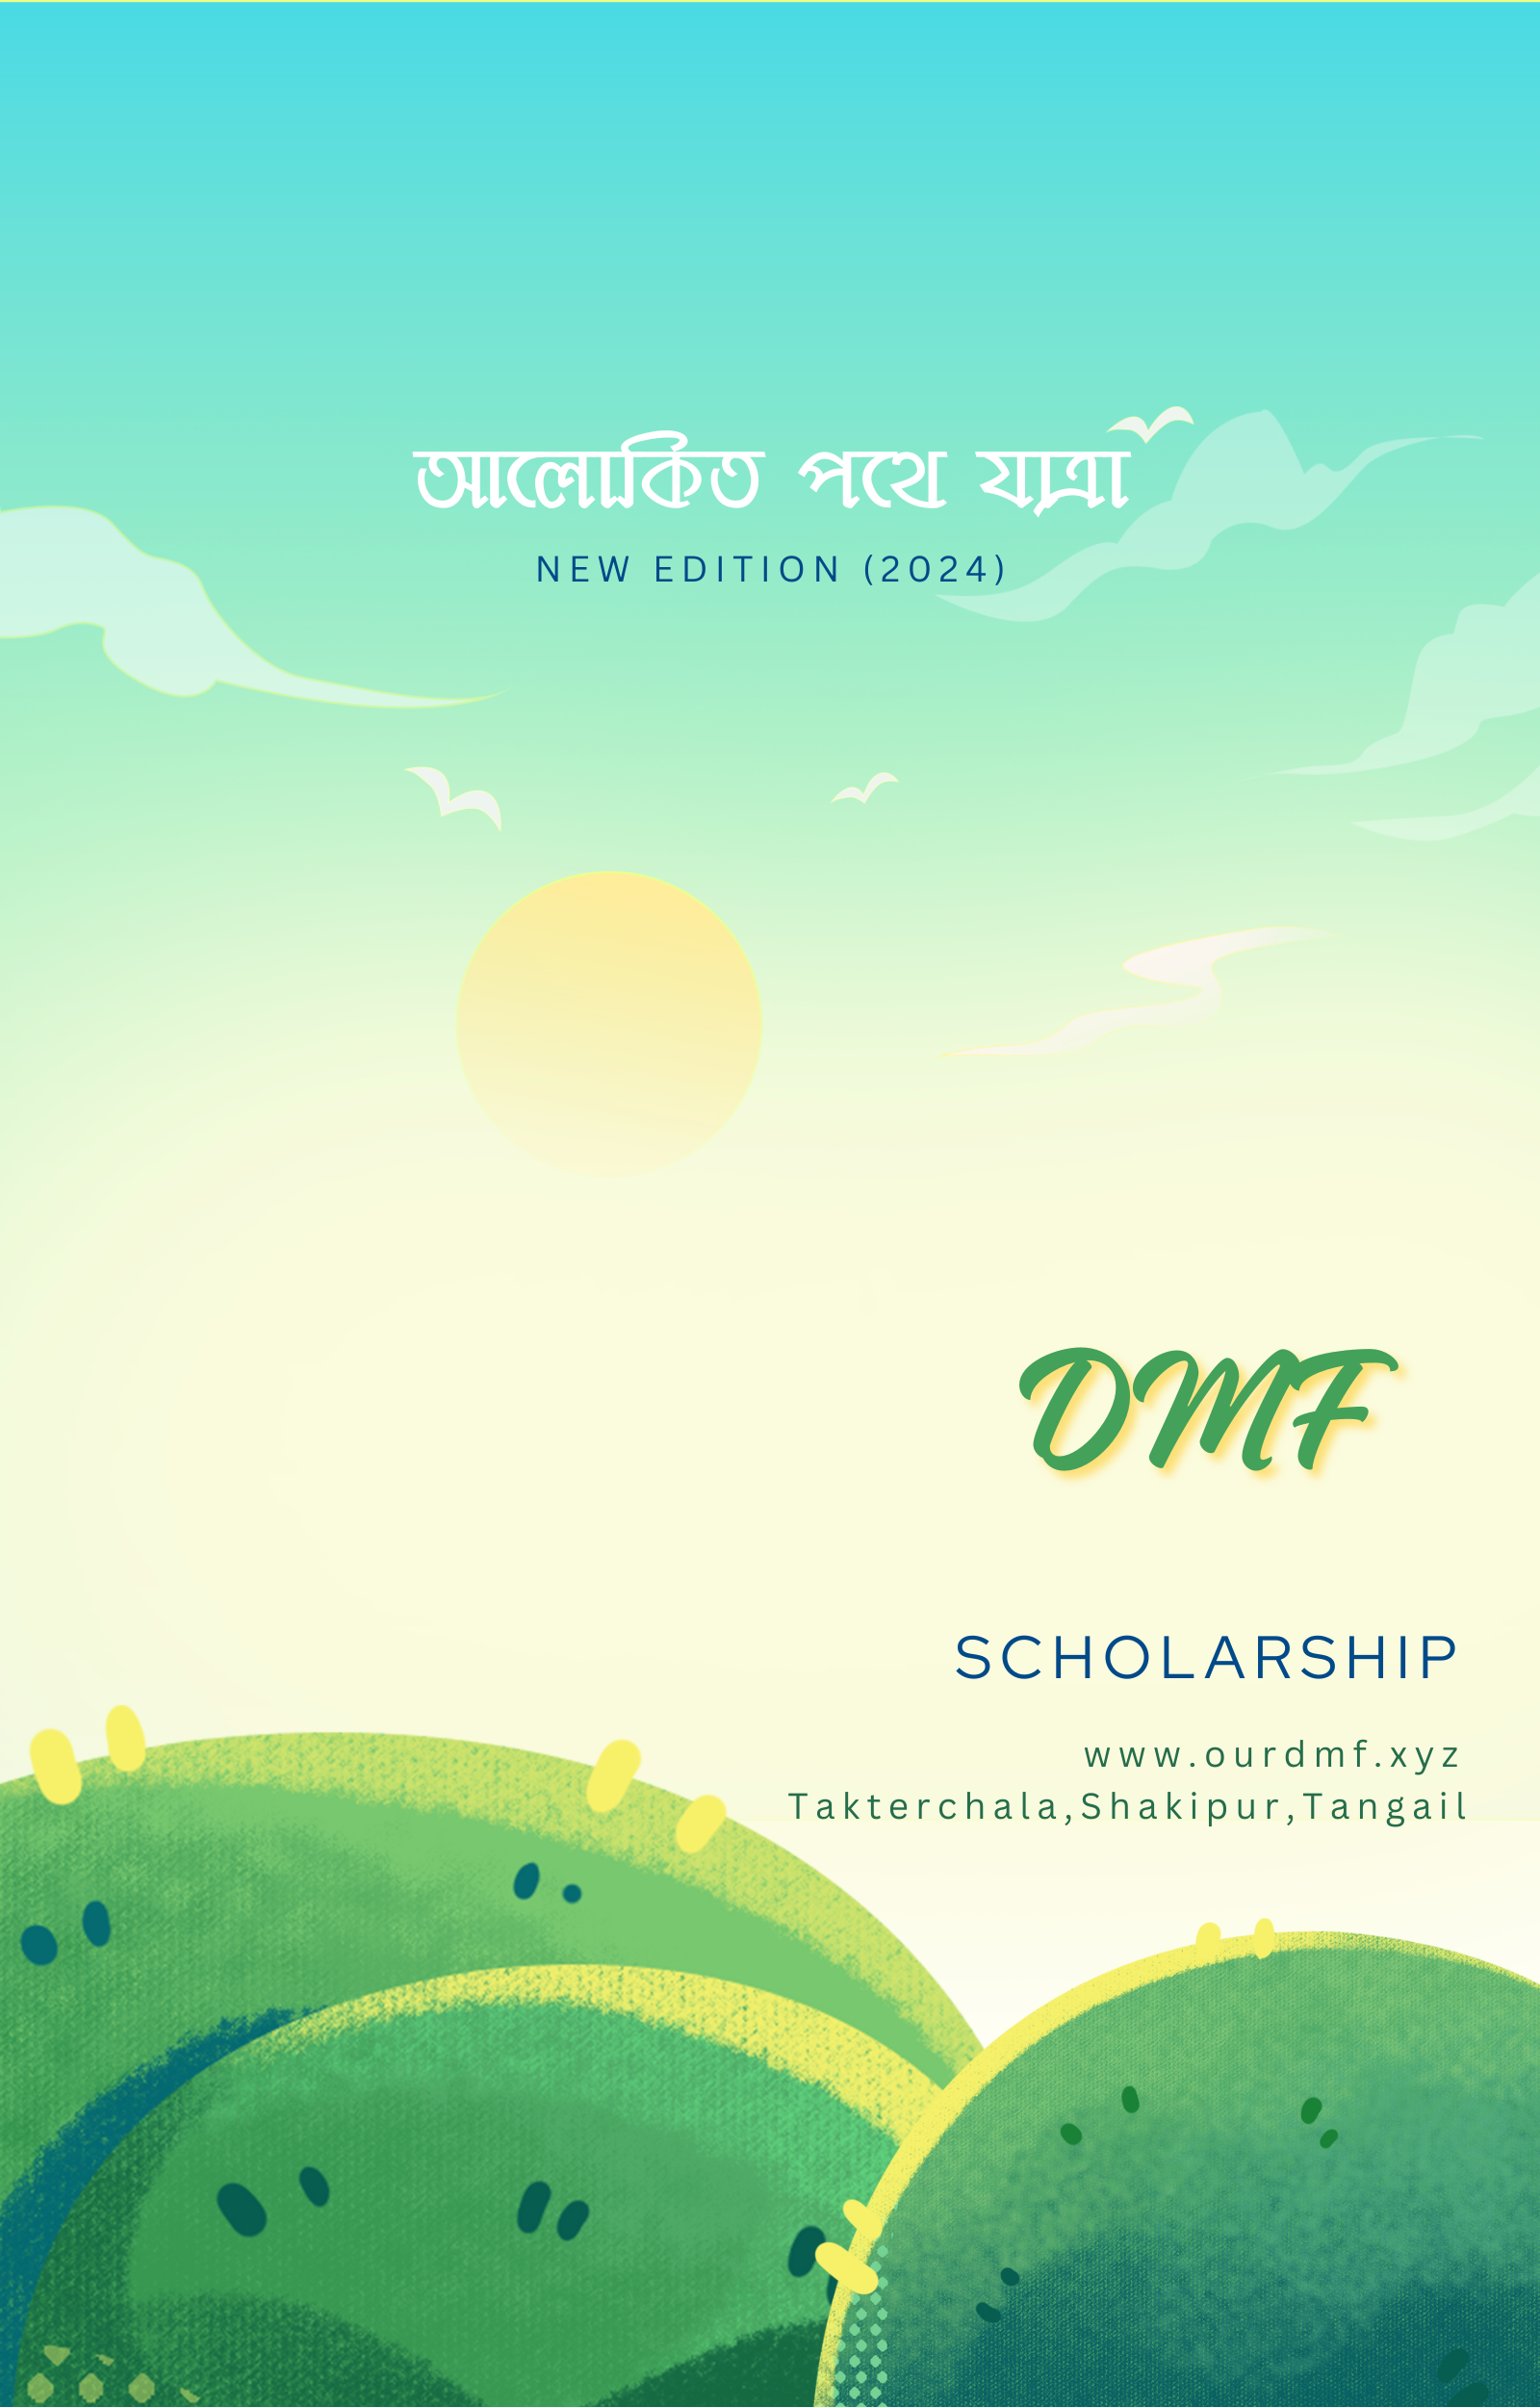 আলোকিত পথে যাত্রা
NEW EDITION (2024)
DMF
SCHOLARSHIP
www.ourdmf.xyz
Takterchala,Shakipur,Tangail